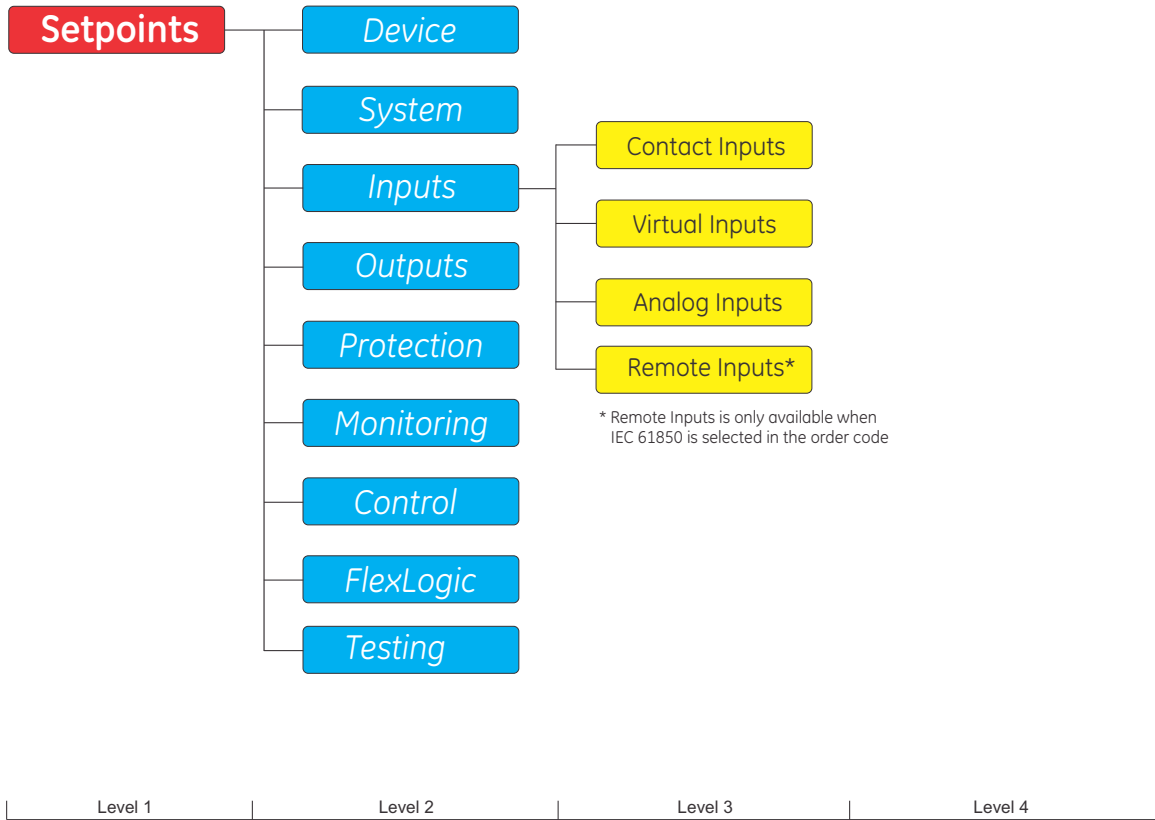 Setpoints
Device
System
Inputs
Outputs
Protection
Monitoring
Control
FlexLogic
Testing
Contact Inputs
Virtual Inputs
Analog Inputs
Remote Inputs*
* Remote Inputs is only available when
IEC 61850 is selected in the order code
Level 1
Level 2
Level 3
Level 4